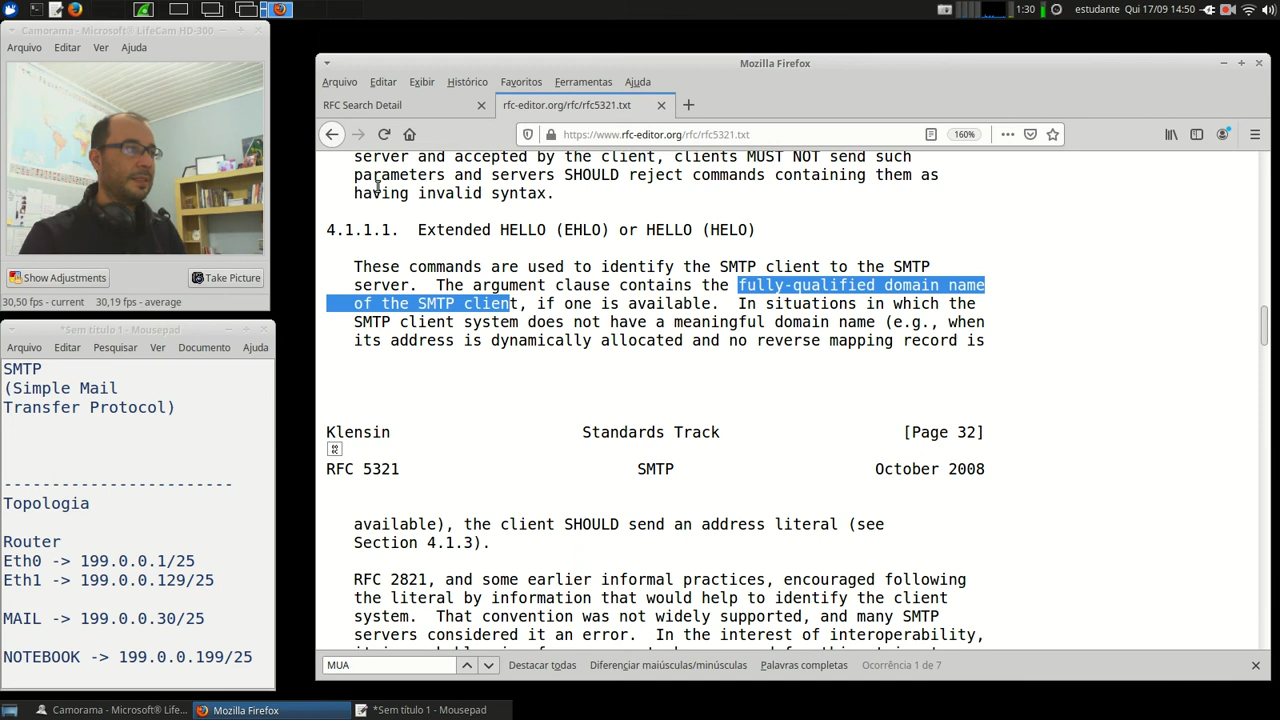 1:30 estudante Qui 17/09 14:50
Camorama - Microsoft® LifeCam HD-300
Arquivo Editar Ver Ajuda
Show Adjustments Take Picture
30,50 fps - current 30,19 fps - average
*Sem título 1 - Mousepad
Arquivo Editar Pesquisar Ver Documento Ajuda
SMTP
(Simple Mail
Transfer Protocol)
-------------------------
Topologia
Router
Eth0 -> 199.0.0.1/25
Eth1 -> 199.0.0.129/25
MAIL -> 199.0.0.30/25
NOTEBOOK -> 199.0.0.199/25
Mozilla Firefox
Arquivo Editar Exibir Histórico Favoritos Ferramentas Ajuda
RFC Search Detail rfc-editor.org/rfc/rfc5321.txt
https://www.rfc-editor.org/rfc/rfc5321.txt 160%
server and accepted by the client, clients MUST NOT send such
parameters and servers SHOULD reject commands containing them as
having invalid syntax.
4.1.1.1. Extended HELLO (EHLO) or HELLO (HELO)
These commands are used to identify the SMTP client to the SMTP
server. The argument clause contains the fully-qualified domain name
of the SMTP client, if one is available. In situations in which the
SMTP client system does not have a meaningful domain name (e.g., when
its address is dynamically allocated and no reverse mapping record is
Klensin Standards Track [Page 32]
RFC 5321 SMTP October 2008
available), the client SHOULD send an address literal (see
Section 4.1.3).
RFC 2821, and some earlier informal practices, encouraged following
the literal by information that would help to identify the client
system. That convention was not widely supported, and many SMTP
servers considered it an error. In the interest of interoperability,
MUA Destacar todas Diferenciar maiúsculas/minúsculas Palavras completas Ocorrência 1 de 7
Camorama - Microsoft® Life... Mozilla Firefox *Sem título 1 - Mousepad